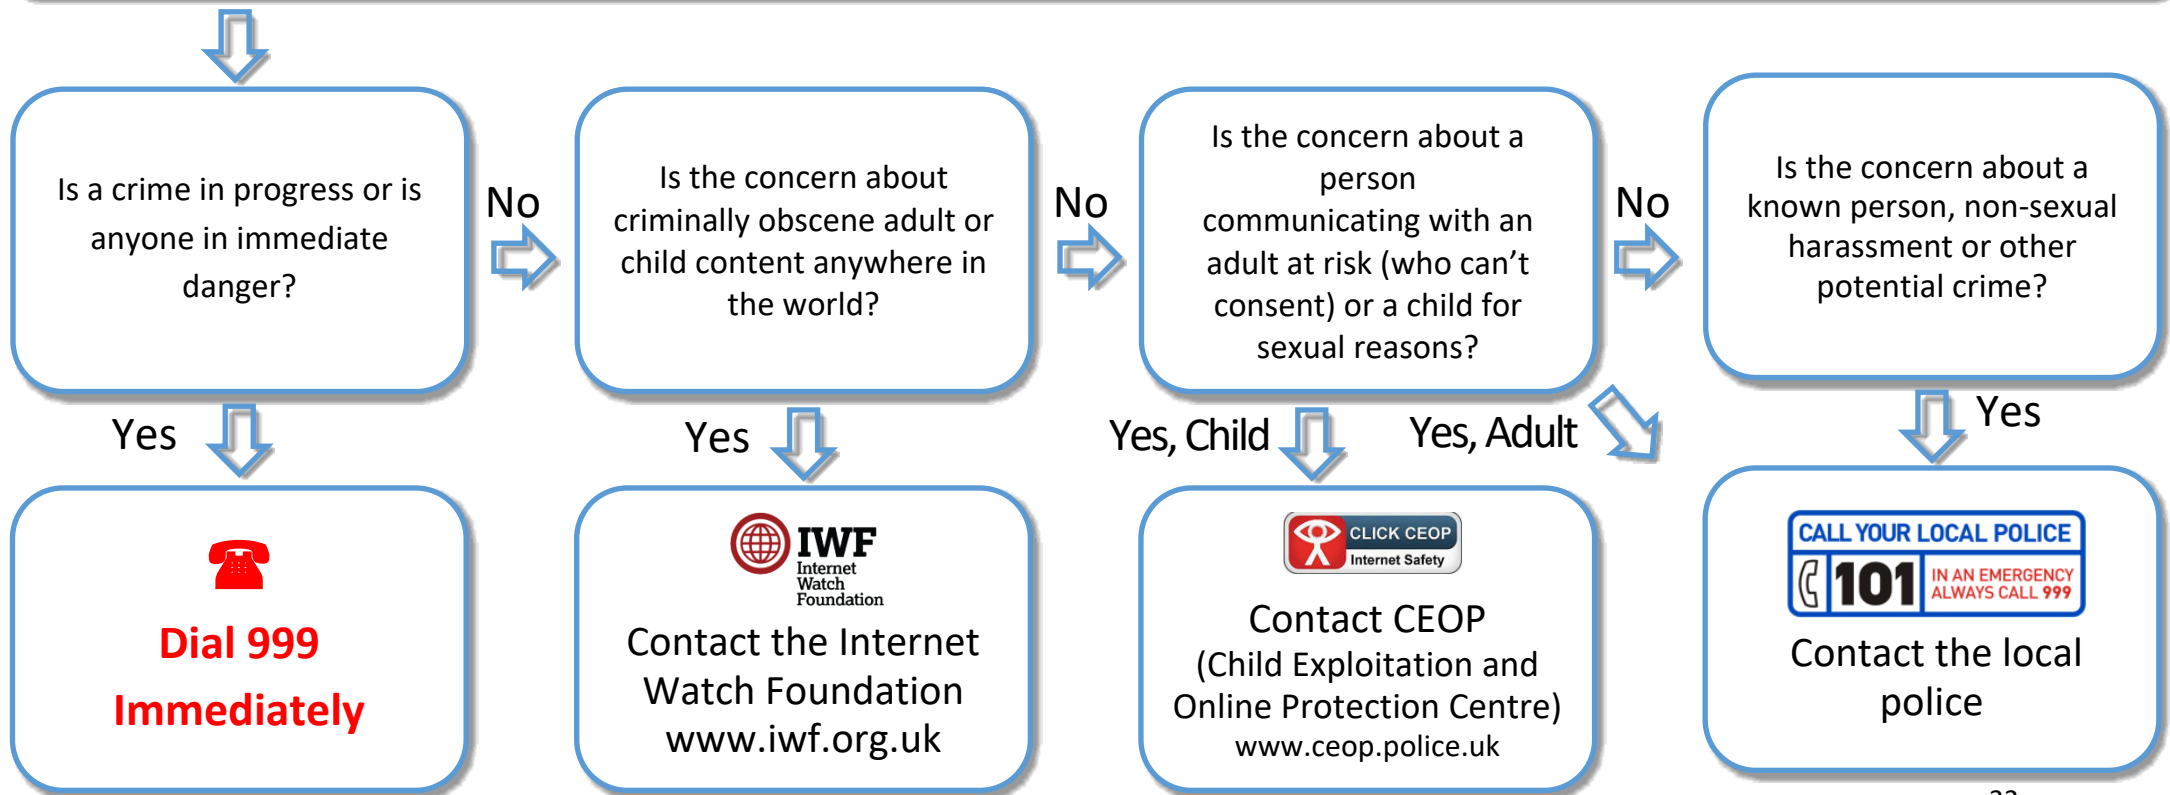 Is a crime in progress or is
anyone in immediate
danger?
No
Is the concern about
criminally obscene adult or
child content anywhere in
the world?
No
Is the concern about a
person
communicating with an
adult at risk (who can't
consent) or a child for
sexual reasons?
No
Is the concern about a
known person, non-sexual
harassment or other
potential crime?
Yes
Yes
Yes, Child
Yes, Adult
Yes
Dial 999
Immediately
IWF
Internet
Watch
Foundation
Contact the Internet
Watch Foundation
www.iwf.org.uk
CLICK CEOP
Internet Safety
Contact CEOP
(Child Exploitation and
Online Protection Centre)
www.ceop.police.uk
CALL YOUR LOCAL POLICE
101
IN AN EMERGENCY
ALWAYS CALL 999
Contact the local
police